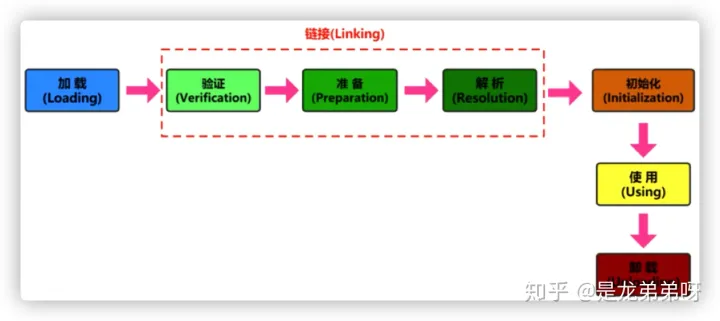 链接(Linking)
加 载
(Loading)
验证
(Verification)
准 备
(Preparation)
解 析
(Resolution)
初始化
(Initialization)
使 用
(Using)
卸 载
知乎 @是龙弟弟呀